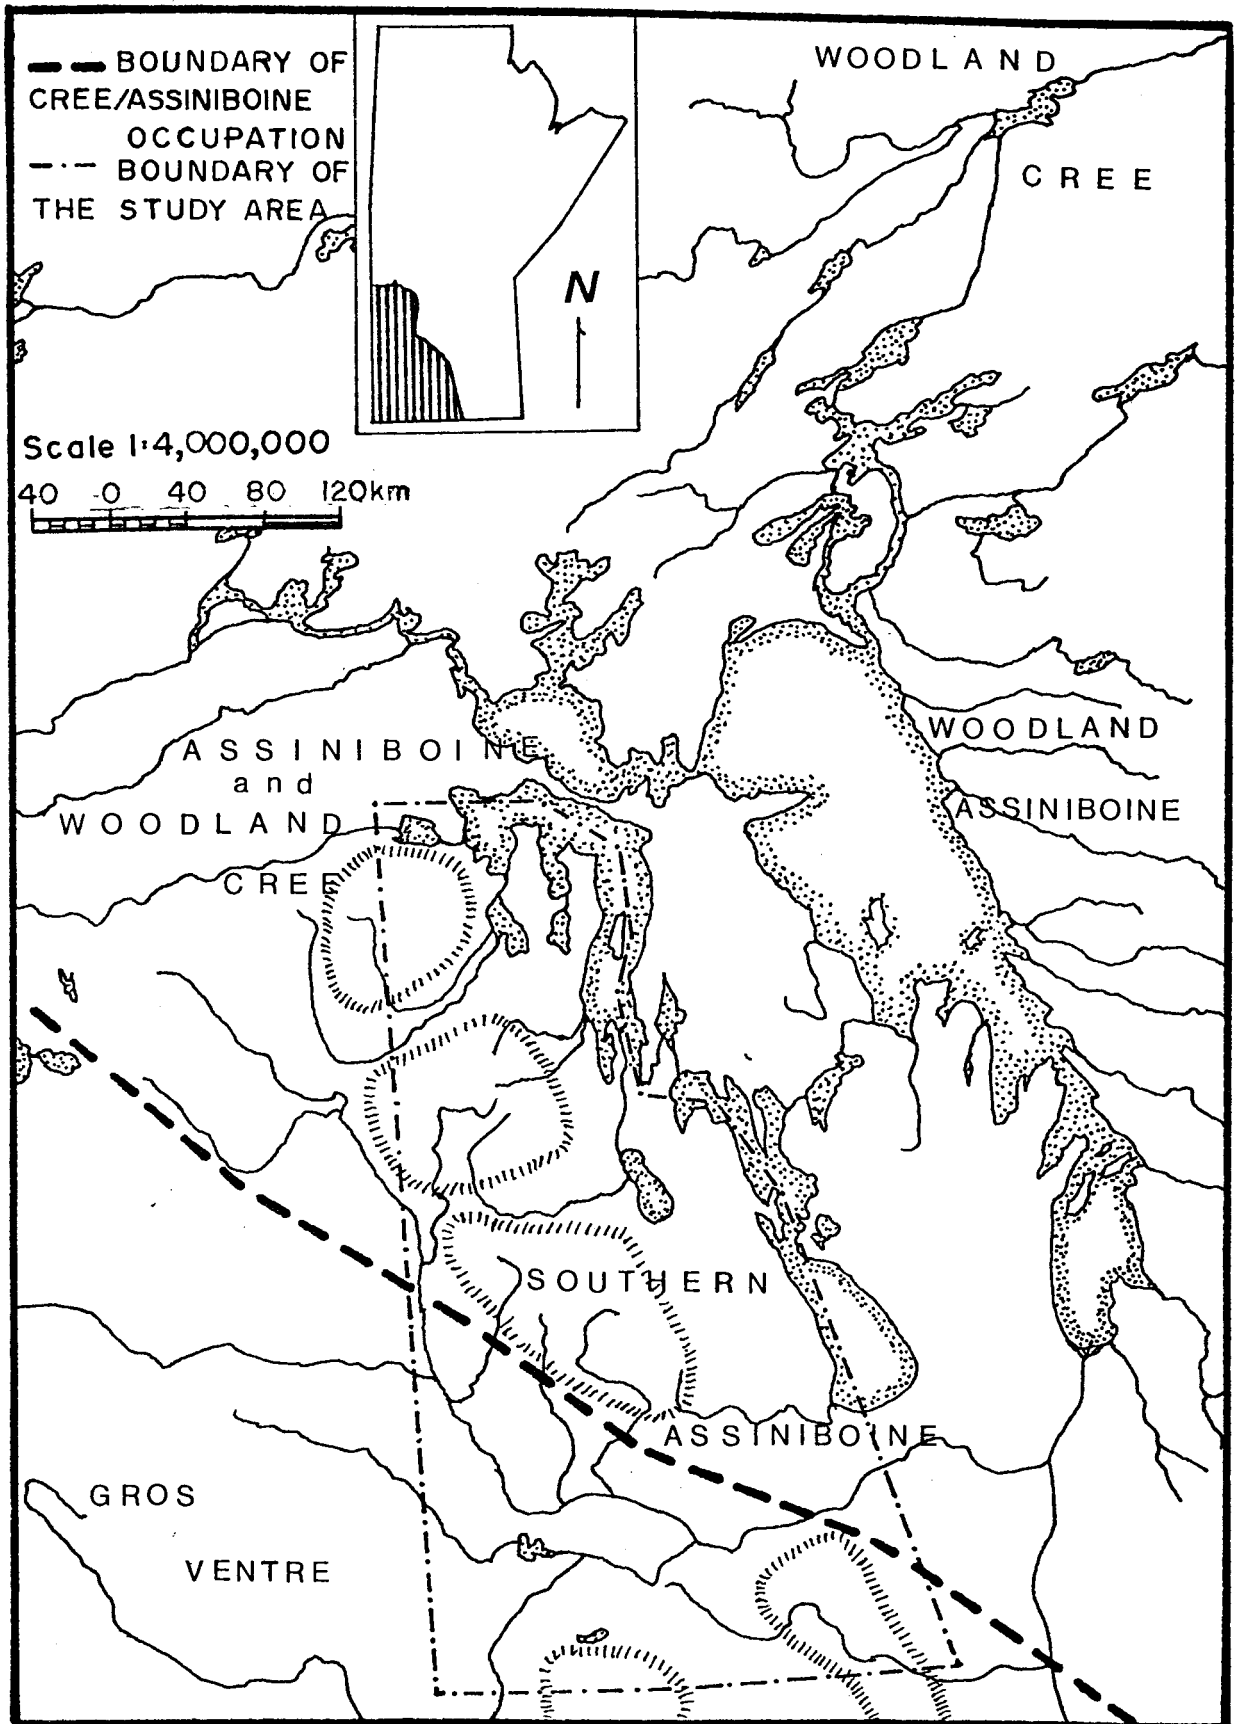 BOUNDARY OF
CREE/ASSINIBOINE
OCCUPATION
BOUNDARY OF
THE STUDY AREA
N
Scale 1:4,000,000
40 0 40 80 120km
WOODLAND
CREE
ASSINIBOINE
and
WOODLAND
CREE
WOODLAND
ASSINIBOINE
SOUTHERN
ASSINIBOINE
GROS
VENTRE